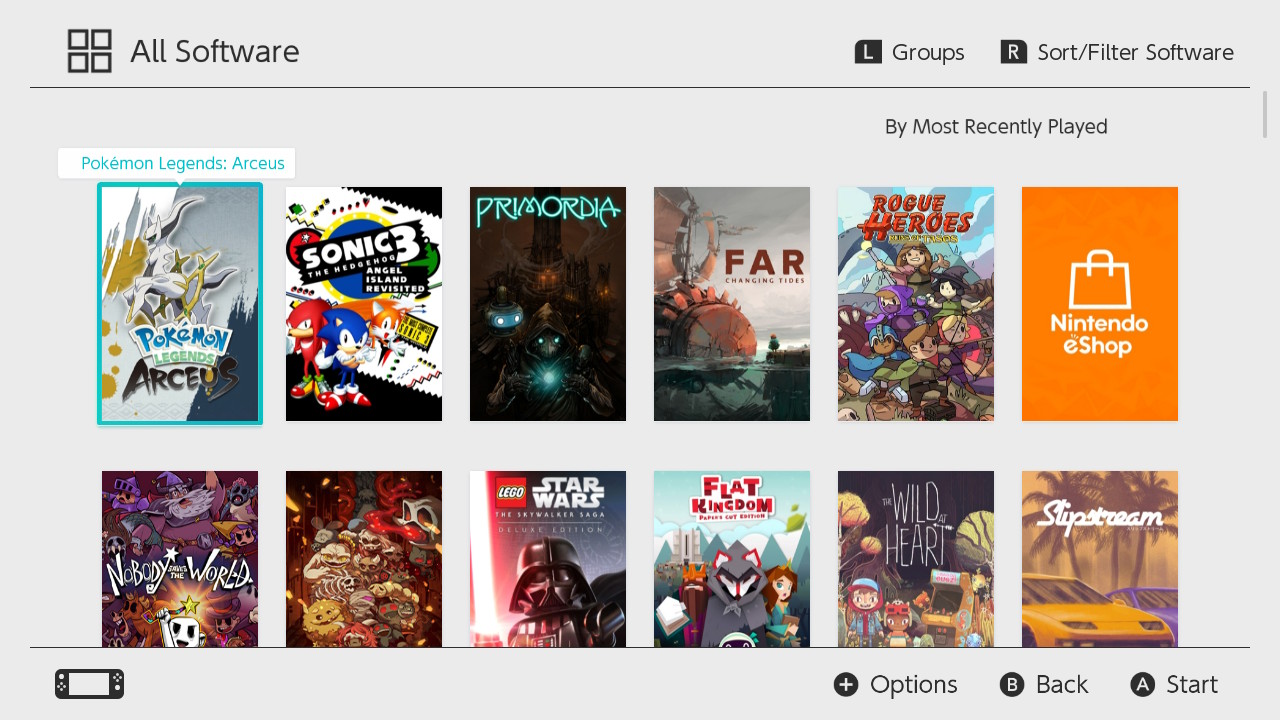 All Software
L Groups
R Sort/Filter Software
By Most Recently Played
Pokémon Legends: Arceus
POKéMON
LEGENDS
ARCEUS
SONIC 3
THE HEDGEHOG
ANGEL
ISLAND
REVISITED
PRIMORDIA
FAR
CHANGING TIDES
ROGUE
HEROES
Nintendo
eShop
NOBODY SAVES THE WORLD
LEGO STAR WARS
THE SKYWALKER SAGA
DELUXE EDITION
FLAT
KINGDOM
PAPER'S CUT EDITION
THE WILD AT
HEART
Slipstream
+ Options
B Back
A Start